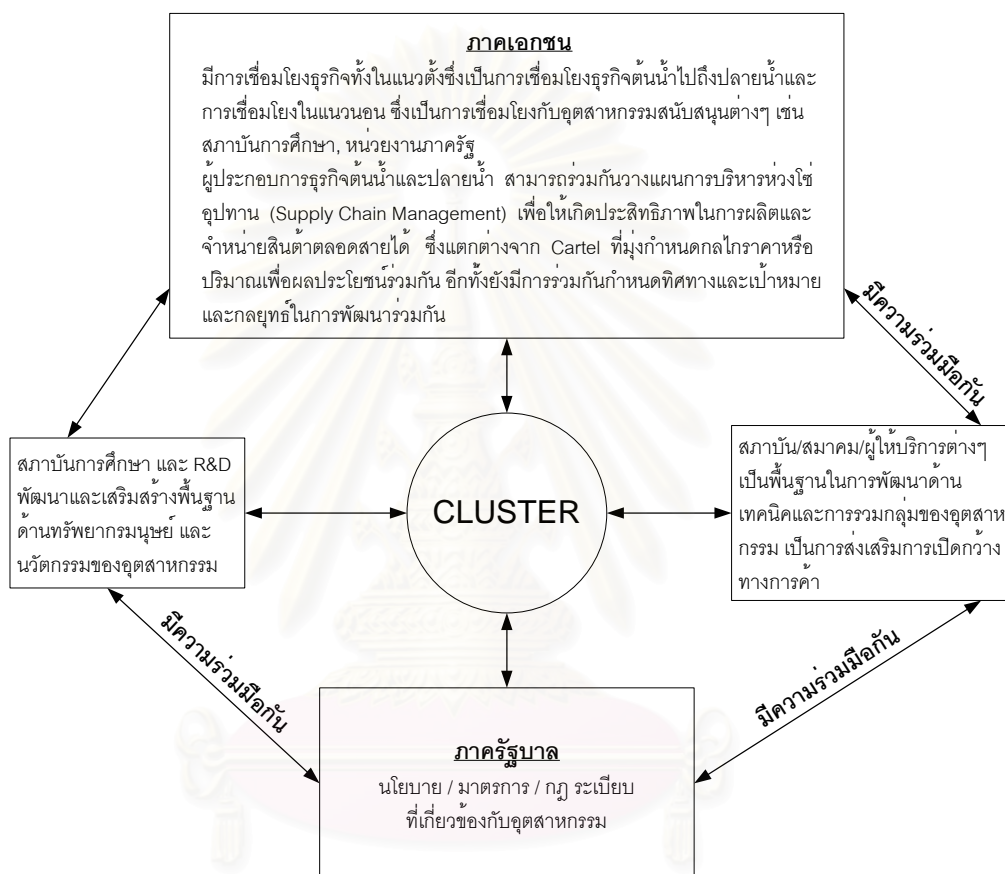 ภาคเอกชน
มีการเชื่อมโยงธุรกิจทั้งในแนวตั้งซึ่งเป็นการเชื่อมโยงธุรกิจต้นน้ำไปถึงปลายน้ำและ
การเชื่อมโยงในแนวนอน ซึ่งเป็นการเชื่อมโยงกับอุตสาหกรรมสนับสนุนต่างๆ เช่น
สภาบันการศึกษา, หน่วยงานภาครัฐ
ผู้ประกอบการธุรกิจต้นน้ำและปลายน้ำ สามารถร่วมกันวางแผนการบริหารห่วงโซ่
อุปทาน (Supply Chain Management) เพื่อให้เกิดประสิทธิภาพในการผลิตและ
จำหน่ายสินต้าตลอดสายได้ ซึ่งแตกต่างจาก Cartel ที่มุ่งกำหนดกลไกราคาหรือ
ปริมาณเพื่อผลประโยชน์ร่วมกัน อีกทั้งยังมีการร่วมกันกำหนดทิศทางและเป้าหมาย
และกลยุทธ์ในการพัฒนาร่วมกัน
มีความร่วมมือกัน
สภาบันการศึกษา และ R&D
พัฒนาและเสริมสร้างพื้นฐาน
ด้านทรัพยากรมนุษย์ และ
นวัตกรรมของอุตสาหกรรม
CLUSTER
สภาบัน/สมาคม/ผู้ให้บริการต่างๆ
เป็นพื้นฐานในการพัฒนาด้าน
เทคนิคและการรวมกลุ่มของอุตสาห
กรรม เป็นการส่งเสริมการเปิดกว้าง
ทางการค้า
มีความร่วมมือกัน
มีความร่วมมือกัน
ภาครัฐบาล
นโยบาย / มาตรการ / กฎ ระเบียบ
ที่เกี่ยวข้องกับอุตสาหกรรม